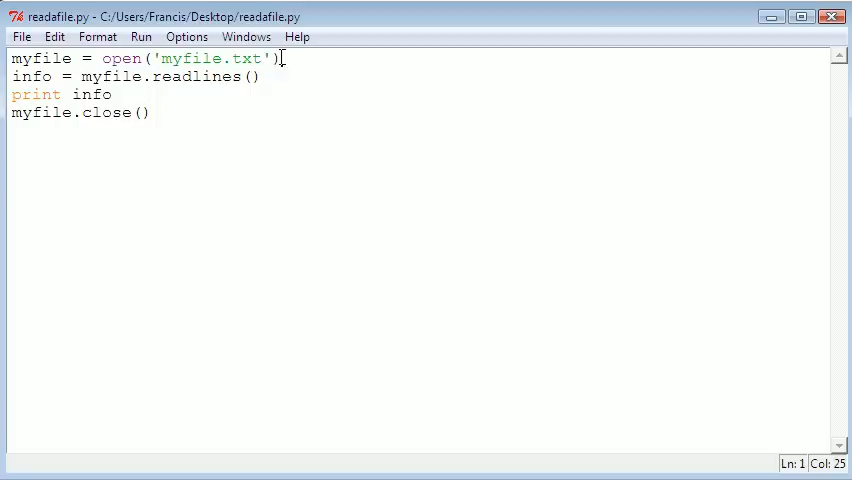 readafile.py - C:/Users/Francis/Desktop/readafile.py
File Edit Format Run Options Windows Help
myfile = open('myfile.txt')
info = myfile.readlines()
print info
myfile.close()
Ln: 1 Col: 25